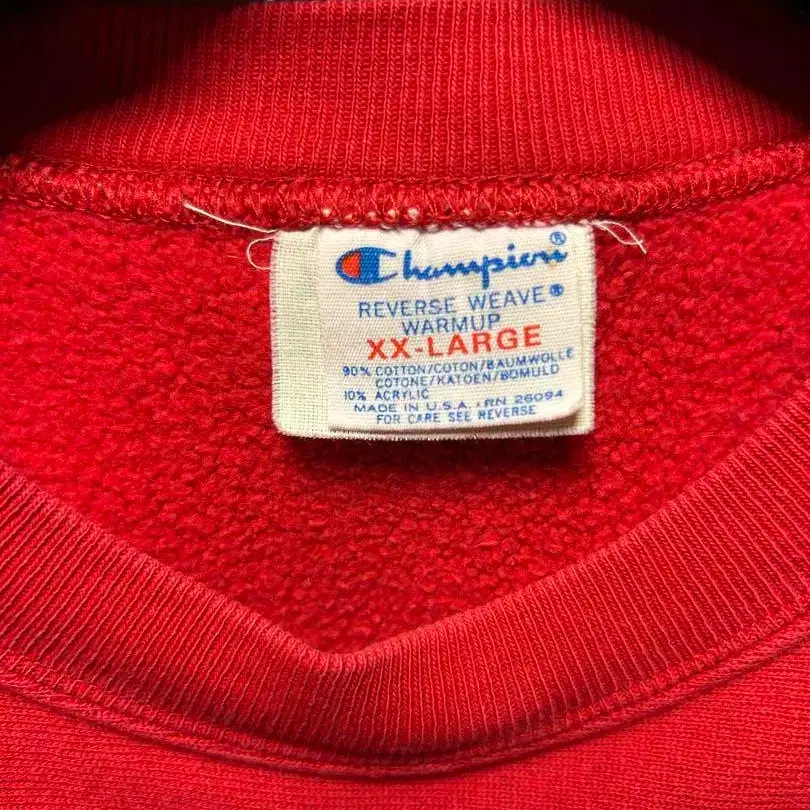 Champion®
REVERSE WEAVE®
WARMUP
XX-LARGE
90% COTTON/COTON/BAUMWOLLE
COTONE/KATOEN/BOMULD
10% ACRYLIC
MADE IN U.S.A. RN 26094
FOR CARE SEE REVERSE